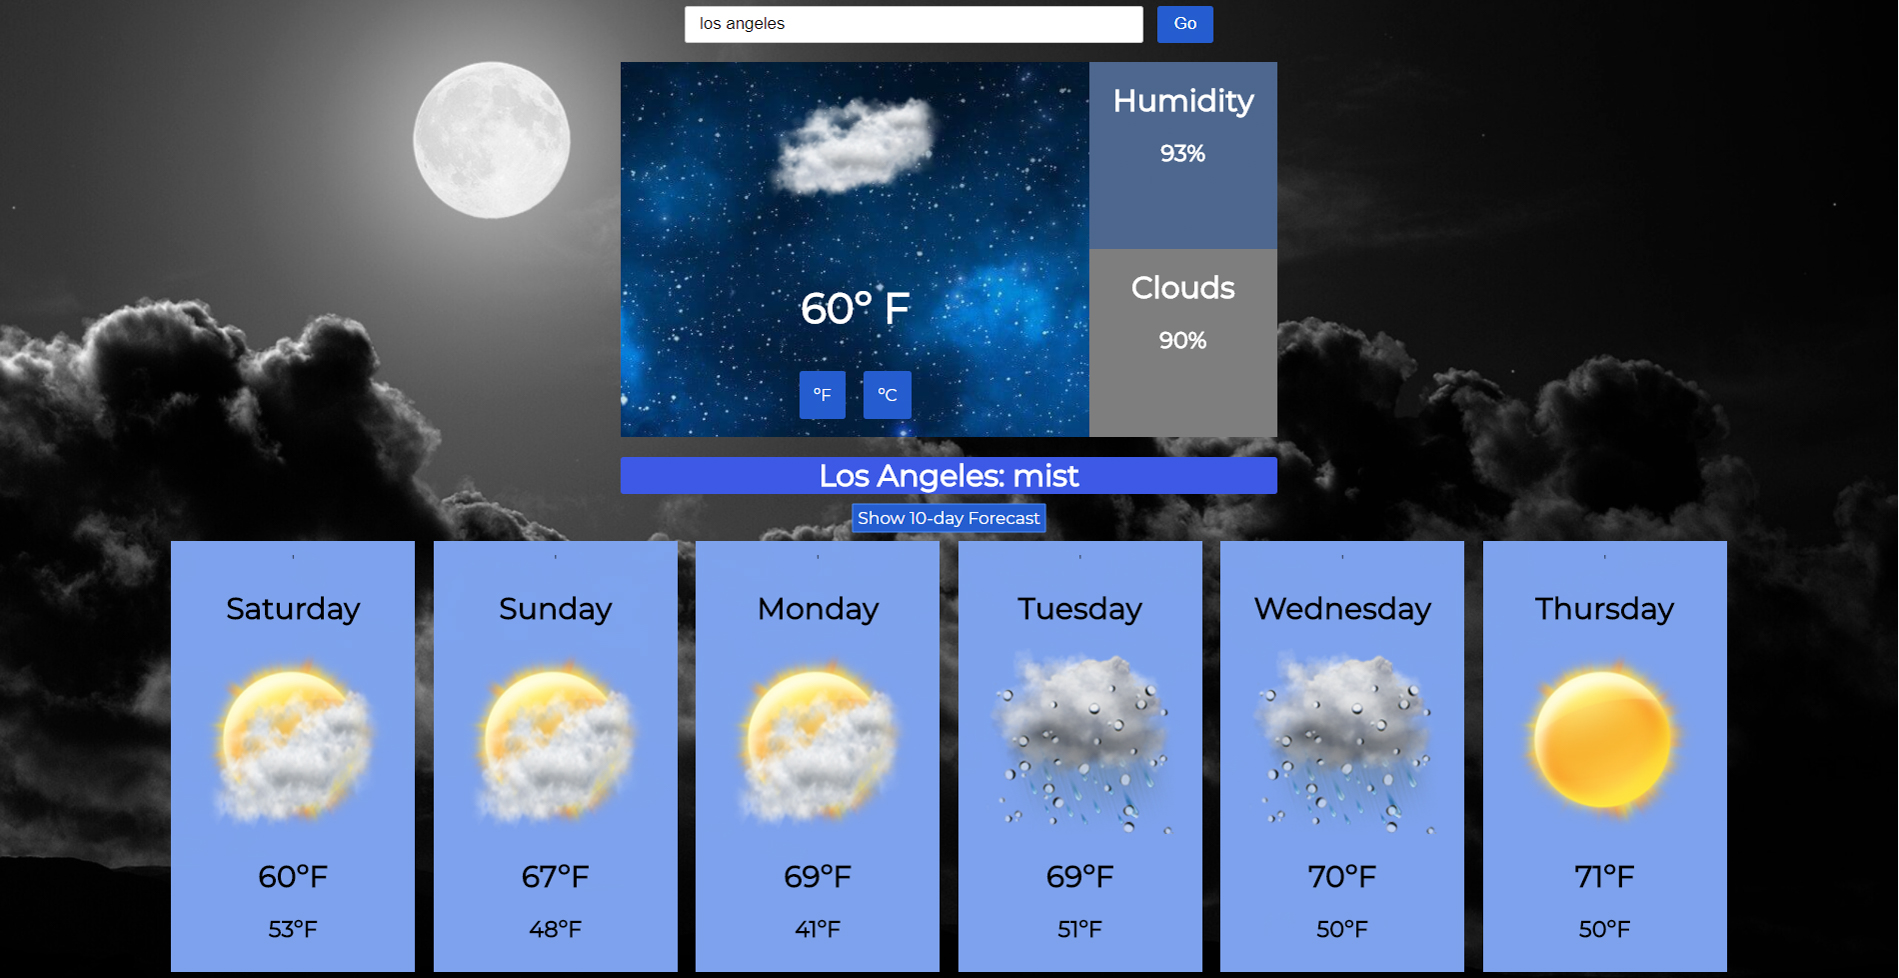 los angeles
Go
Humidity
93%
Clouds
90%
60° F
°F °C
Los Angeles: mist
Show 10-day Forecast
' ' ' ' ' '
Saturday Sunday Monday Tuesday Wednesday Thursday
60°F 67°F 69°F 69°F 70°F 71°F
53°F 48°F 41°F 51°F 50°F 50°F